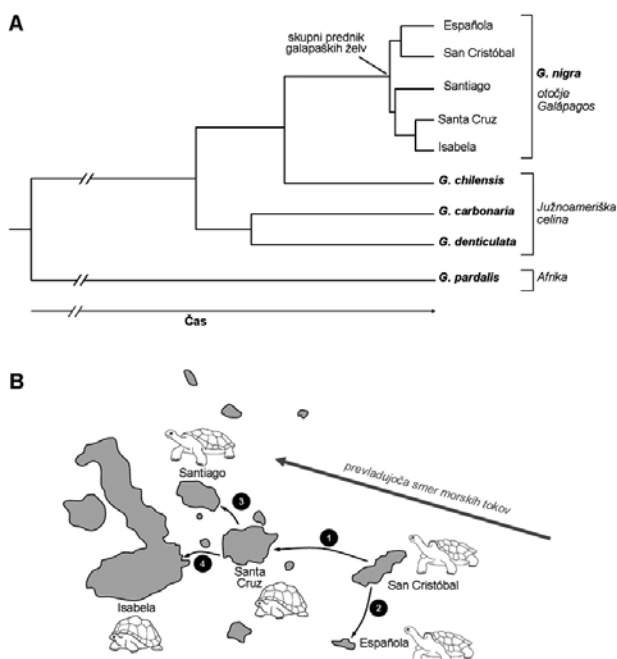 A
skupni prednik
galapaških želv
Española
San Cristóbal
Santiago
Santa Cruz
Isabela
G. nigra
otočje
Galápagos
G. chilensis
G. carbonaria
G. denticulata
Južnoameriška
celina
G. pardalis
Afrika
Čas
B
Santiago
prevladujoča smer morskih tokov
3
1
4
Santa
Cruz
San Cristóbal
2
Isabela
Española